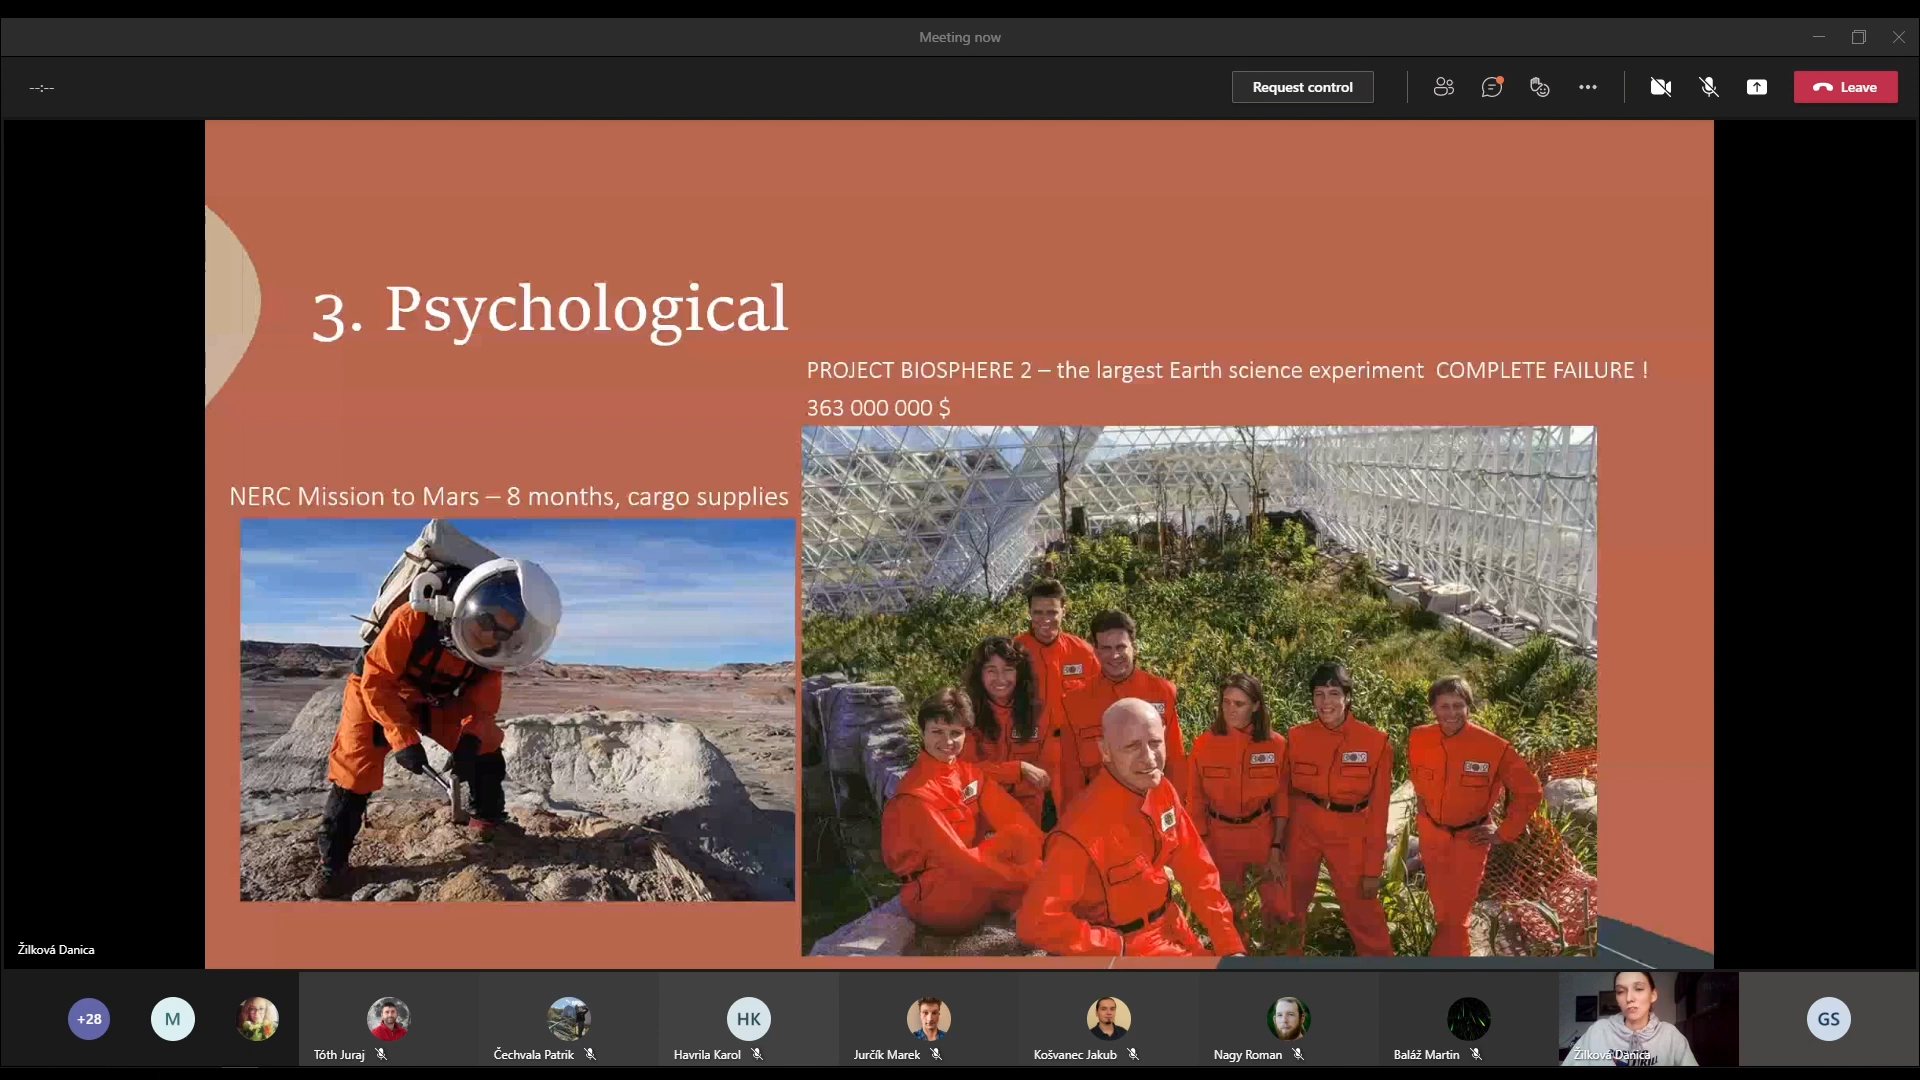 Meeting now
--:--
Request control
Leave
3. Psychological
PROJECT BIOSPHERE 2 – the largest Earth science experiment  COMPLETE FAILURE !
363 000 000 $
NERC Mission to Mars – 8 months, cargo supplies
Žilková Danica
+28
M
HK
GS
Tóth Juraj
Čechvala Patrik
Havrila Karol
Jurčík Marek
Košvanec Jakub
Nagy Roman
Baláž Martin
Žilková Danica